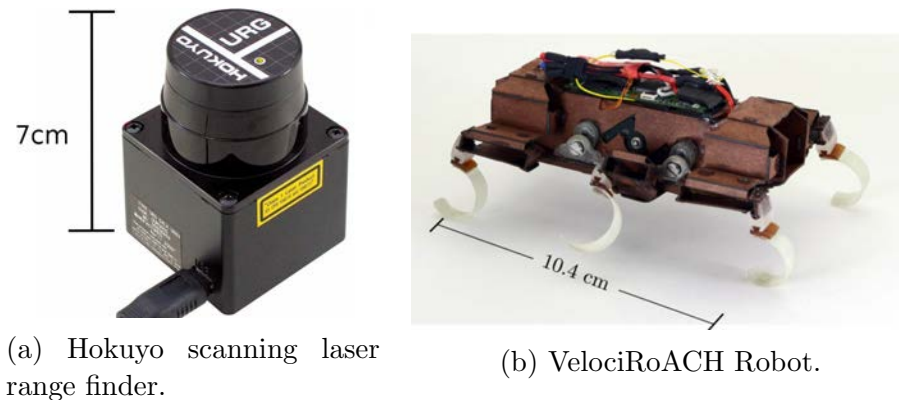 7cm
HOKUYO
URG
10.4 cm
(a) Hokuyo scanning laser
range finder.
(b) VelociRoACH Robot.